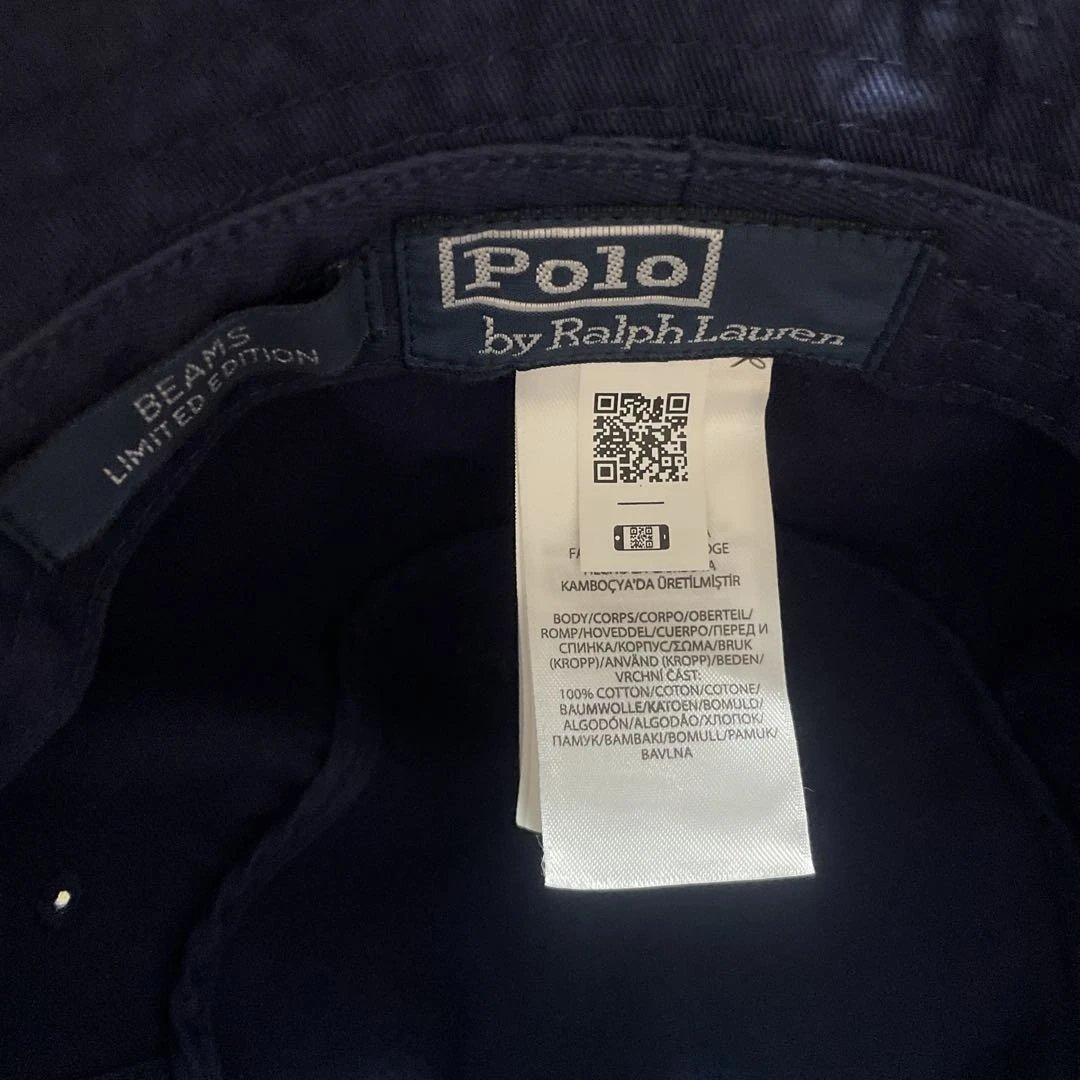 Polo
by Ralph Lauren
BEAMS
LIMITED EDITION
KAMBOÇYA'DA ÜRETİLMİŞTİR
BODY/CORPS/CORPO/OBERTEIL/
ROMP/HOVEDDEL/CUERPO/ПЕРЕД И
СПИНКА/КОРПУС/ΣΩΜΑ/BRUK
(KROPP)/ANVÄND (KROPP)/BEDEN/
VRCHNÍ ČÁST:
100% COTTON/COTON/COTONE/
BAUMWOLLE/KATOEN/BOMULD/
ALGODÓN/ALGODÃO/ХЛОПОК/
ПАМУК/ΒΑΜΒΑΚΙ/BOMULL/PAMUK/
BAVLNA